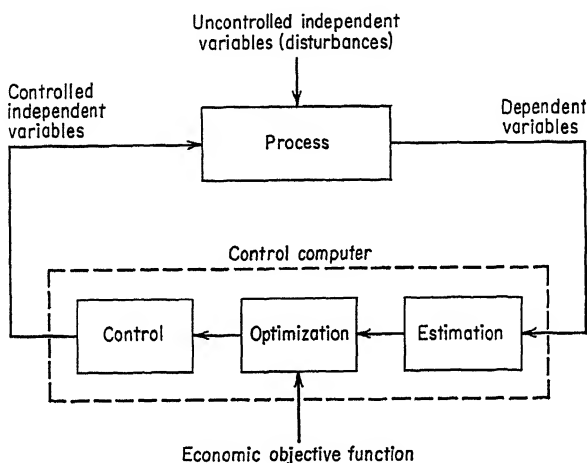 Uncontrolled independent
variables (disturbances)
Controlled
independent
variables
Dependent
variables
Process
Control computer
Control
Optimization
Estimation
Economic objective function